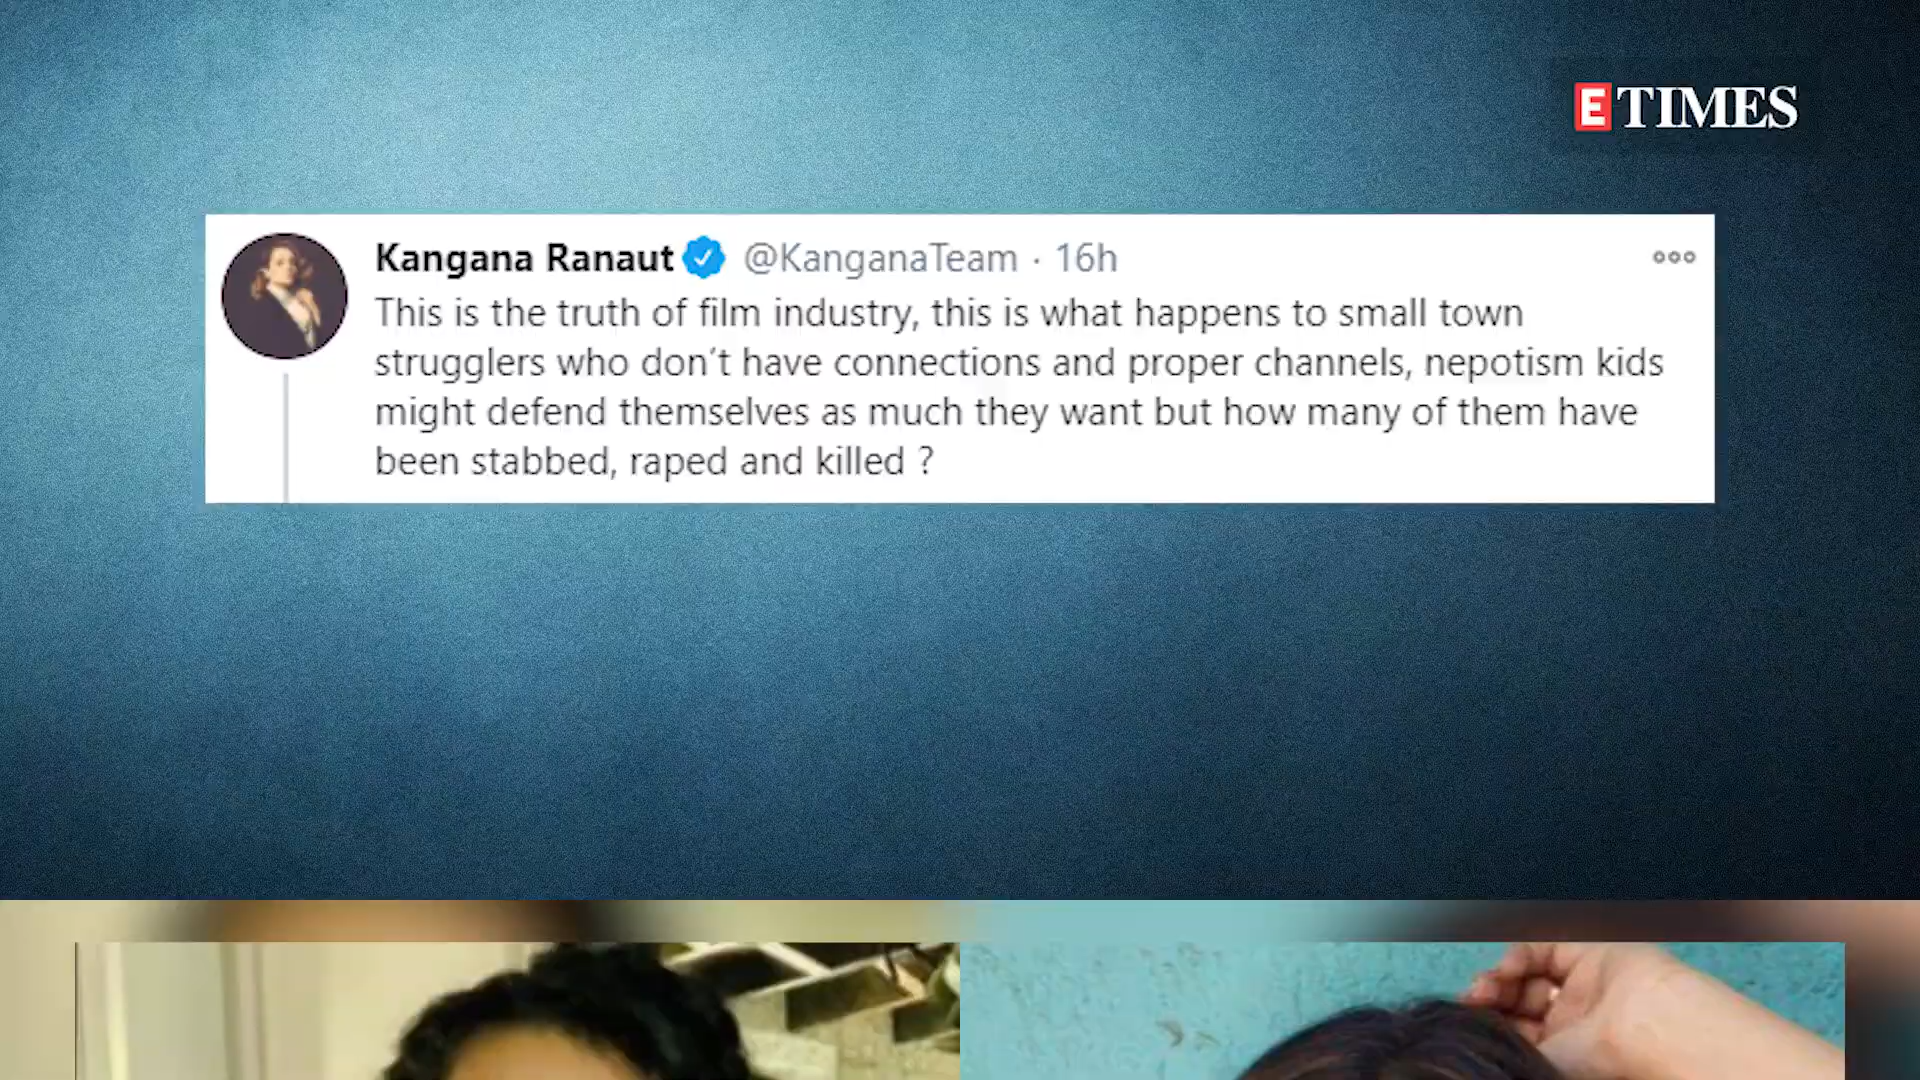 ETIMES
Kangana Ranaut @KanganaTeam · 16h
This is the truth of film industry, this is what happens to small town
strugglers who don’t have connections and proper channels, nepotism kids
might defend themselves as much they want but how many of them have
been stabbed, raped and killed ?